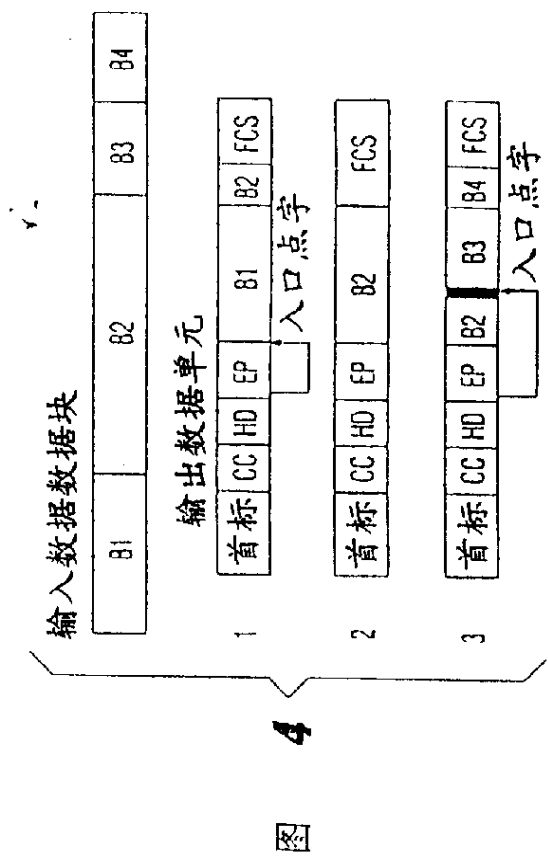 输入数据数据块
B1 B2 B3 B4
输出数据单元
1 首标 CC HD EP B1 B2 FCS
入口点字
2 首标 CC HD EP B2 FCS
3 首标 CC HD EP B2 B3 B4 FCS
入口点字
图 4